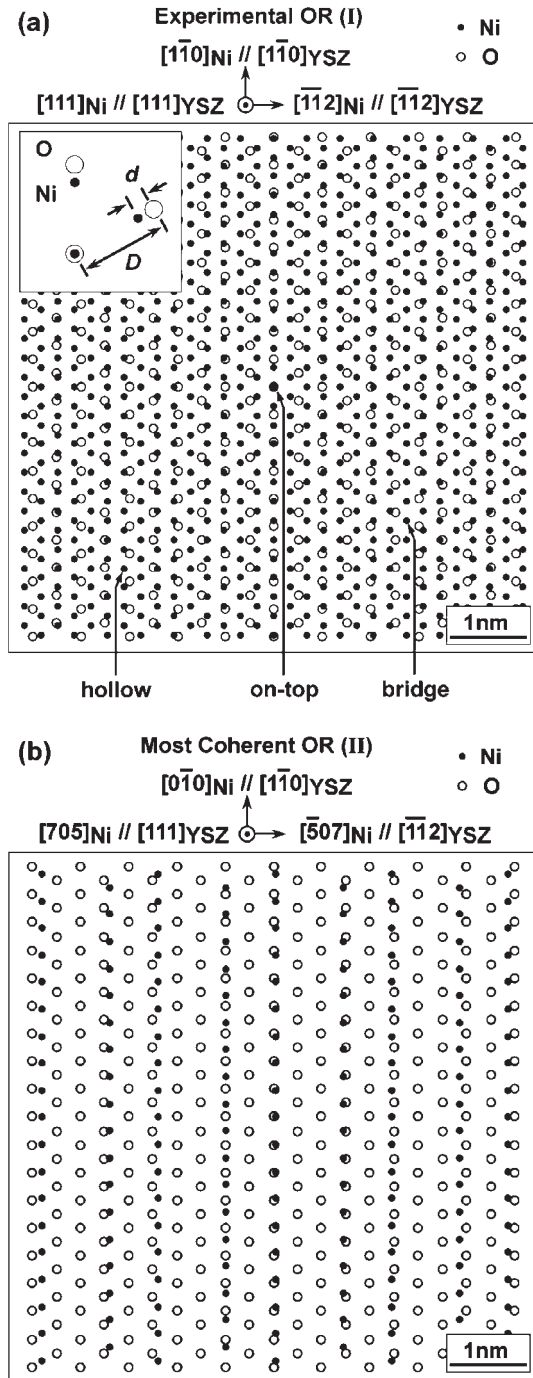 (a)
Experimental OR (I)
● Ni
○ O
[11̅0]Ni // [11̅0]YSZ
[111]Ni // [111]YSZ
[1̅1̅2]Ni // [1̅1̅2]YSZ
O
Ni
d
D
1nm
hollow
on-top
bridge
(b)
Most Coherent OR (II)
● Ni
○ O
[01̅0]Ni // [11̅0]YSZ
[705]Ni // [111]YSZ
[5̅07]Ni // [1̅1̅2]YSZ
1nm